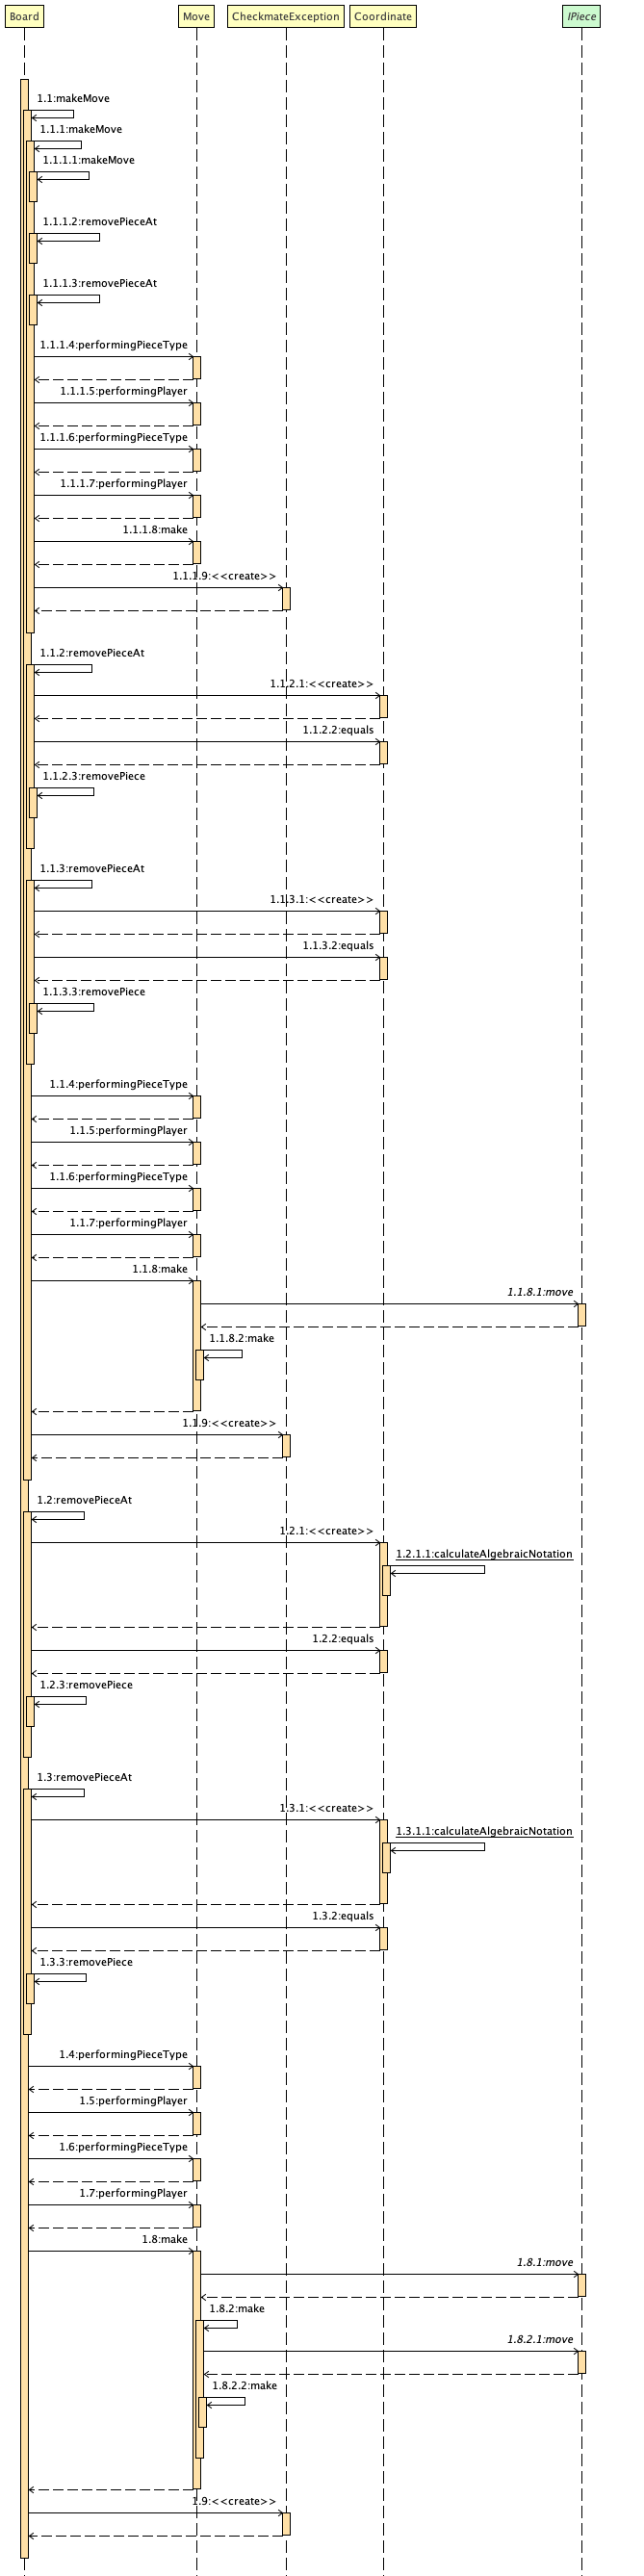 Board Move CheckmateException Coordinate IPiece
1.1:makeMove
1.1.1:makeMove
1.1.1.1:makeMove
1.1.1.2:removePieceAt
1.1.1.3:removePieceAt
1.1.1.4:performingPieceType
1.1.1.5:performingPlayer
1.1.1.6:performingPieceType
1.1.1.7:performingPlayer
1.1.1.8:make
1.1.1.9:<<create>>
1.1.2:removePieceAt
1.1.2.1:<<create>>
1.1.2.2:equals
1.1.2.3:removePiece
1.1.3:removePieceAt
1.1.3.1:<<create>>
1.1.3.2:equals
1.1.3.3:removePiece
1.1.4:performingPieceType
1.1.5:performingPlayer
1.1.6:performingPieceType
1.1.7:performingPlayer
1.1.8:make
1.1.8.1:move
1.1.8.2:make
1.1.9:<<create>>
1.2:removePieceAt
1.2.1:<<create>>
1.2.1.1:calculateAlgebraicNotation
1.2.2:equals
1.2.3:removePiece
1.3:removePieceAt
1.3.1:<<create>>
1.3.1.1:calculateAlgebraicNotation
1.3.2:equals
1.3.3:removePiece
1.4:performingPieceType
1.5:performingPlayer
1.6:performingPieceType
1.7:performingPlayer
1.8:make
1.8.1:move
1.8.2:make
1.8.2.1:move
1.8.2.2:make
1.9:<<create>>